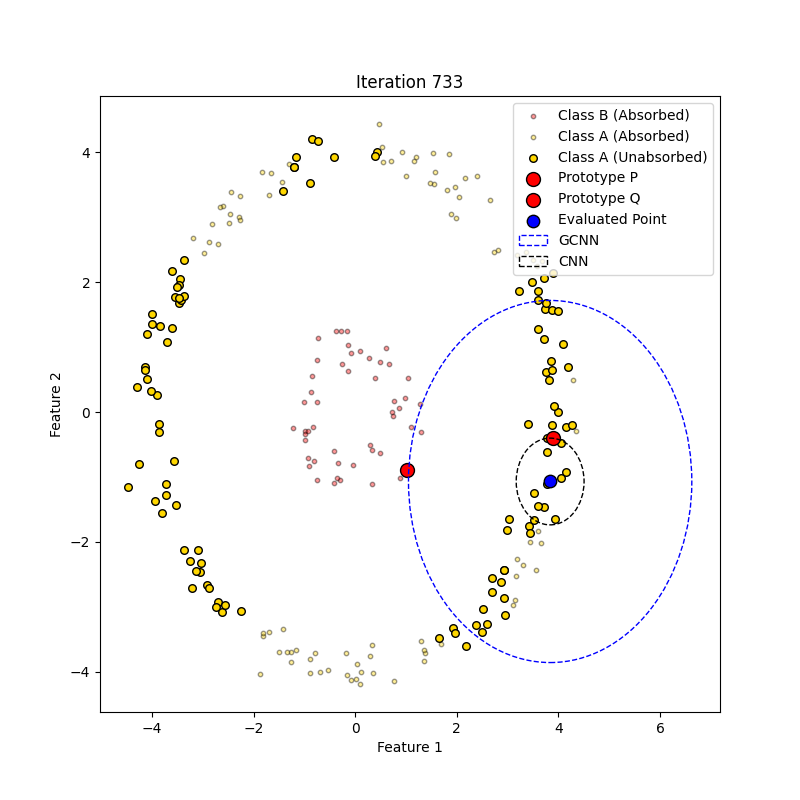 Iteration 733
Class B (Absorbed)
Class A (Absorbed)
Class A (Unabsorbed)
Prototype P
Prototype Q
Evaluated Point
GCNN
CNN
Feature 2
4
2
0
−2
−4
−4
−2
0
2
4
6
Feature 1